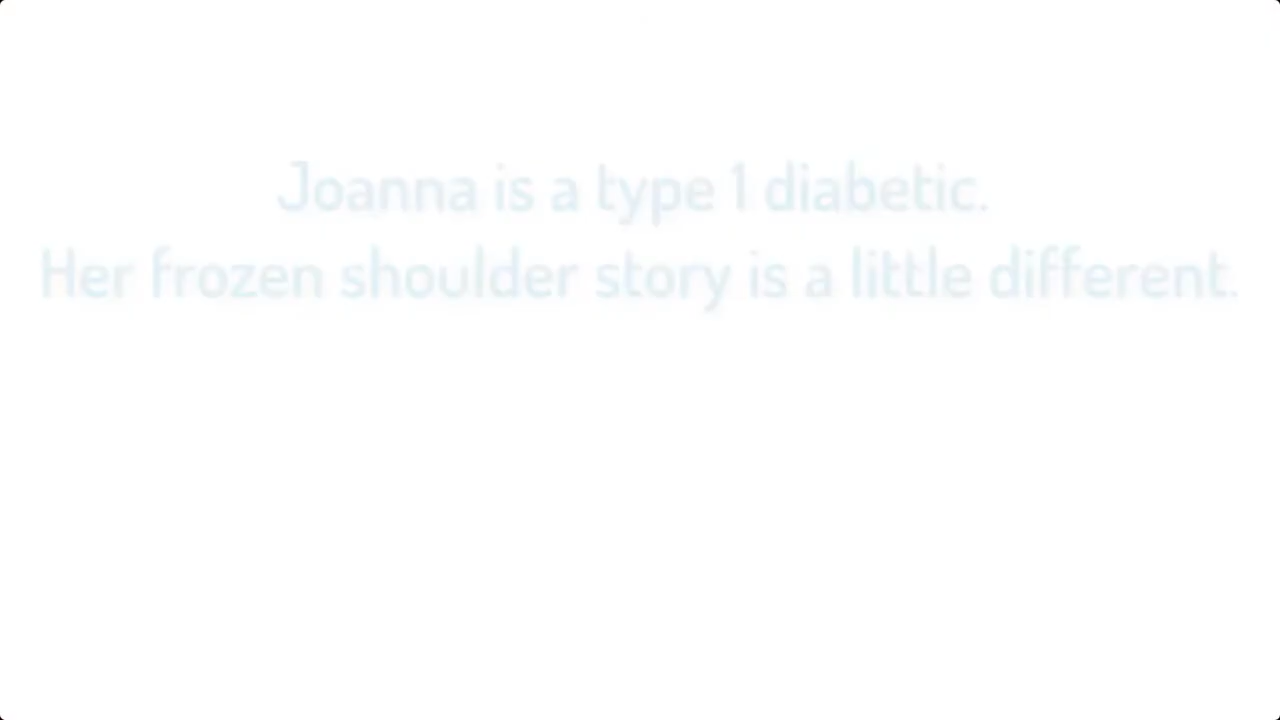 Joanna is a type 1 diabetic.
Her frozen shoulder story is a little different.